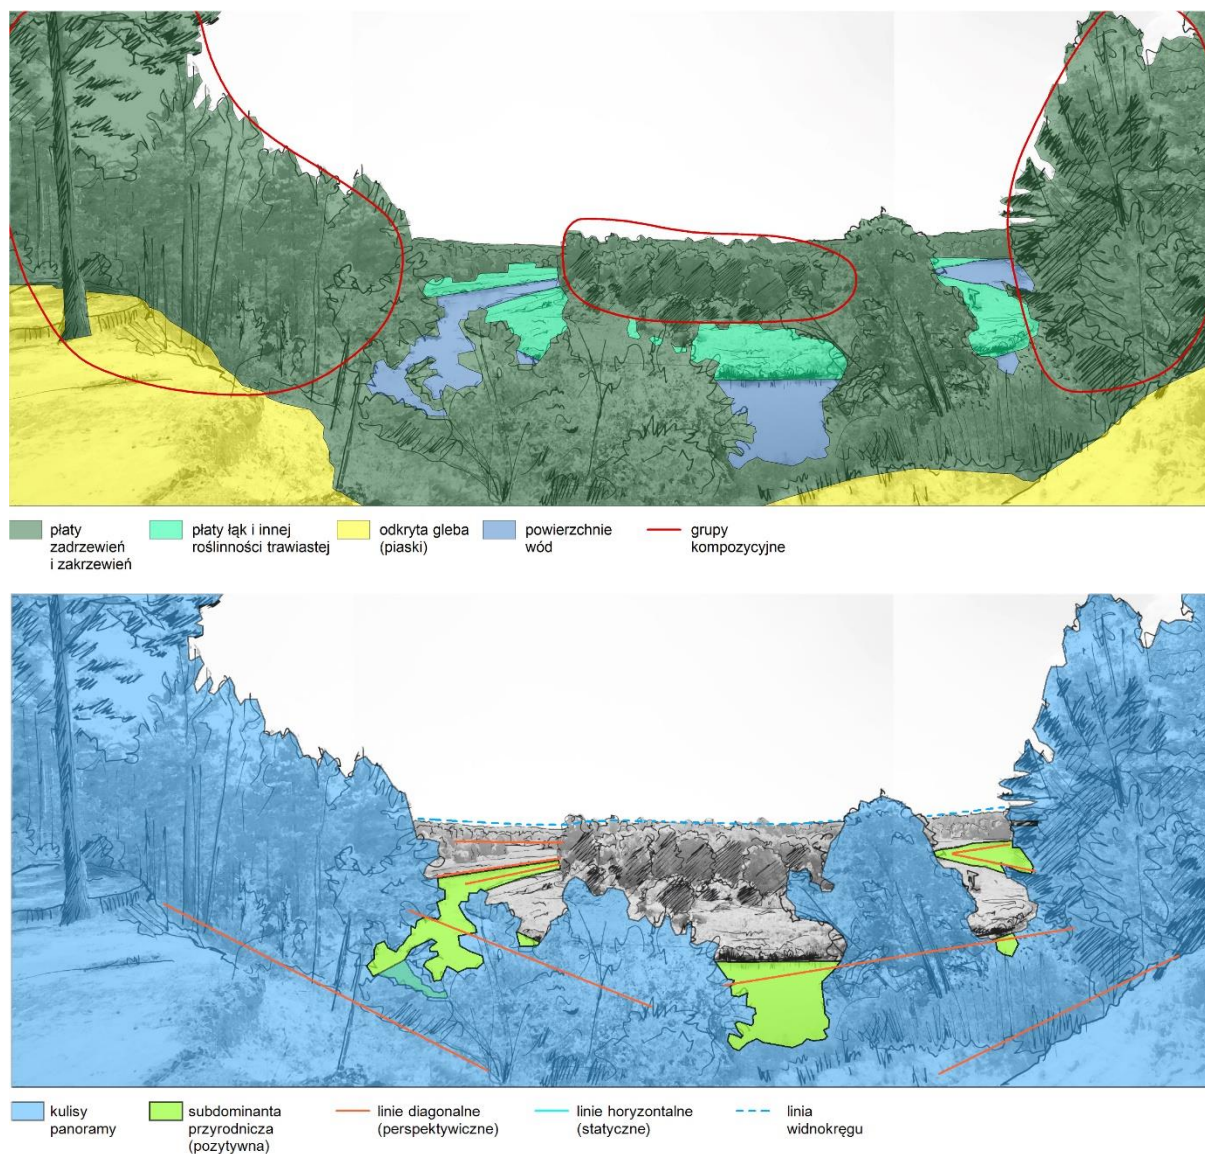 płaty
zadrzewień
i zakrzewień
płaty łąk i innej
roślinności trawiastej
odkryta gleba
(piaski)
powierzchnie
wód
grupy
kompozycyjne
kulisy
panoramy
subdominanta
przyrodnicza
(pozytywna)
linie diagonalne
(perspektywiczne)
linie horyzontalne
(statyczne)
linia
widnokręgu